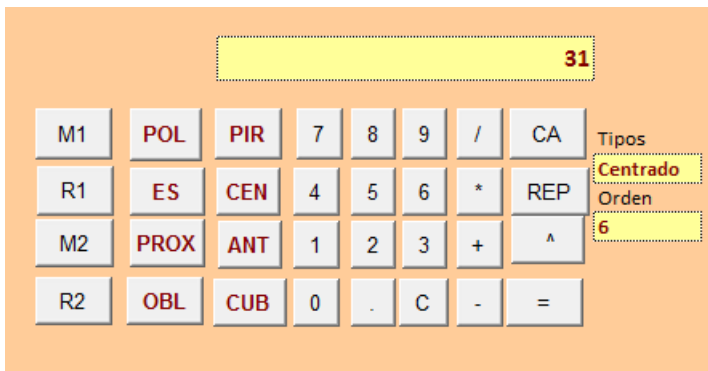 31
M1 POL PIR 7 8 9 / CA
Tipos
Centrado
R1 ES CEN 4 5 6 * REP
Orden
6
M2 PROX ANT 1 2 3 + ^
R2 OBL CUB 0 . C - =